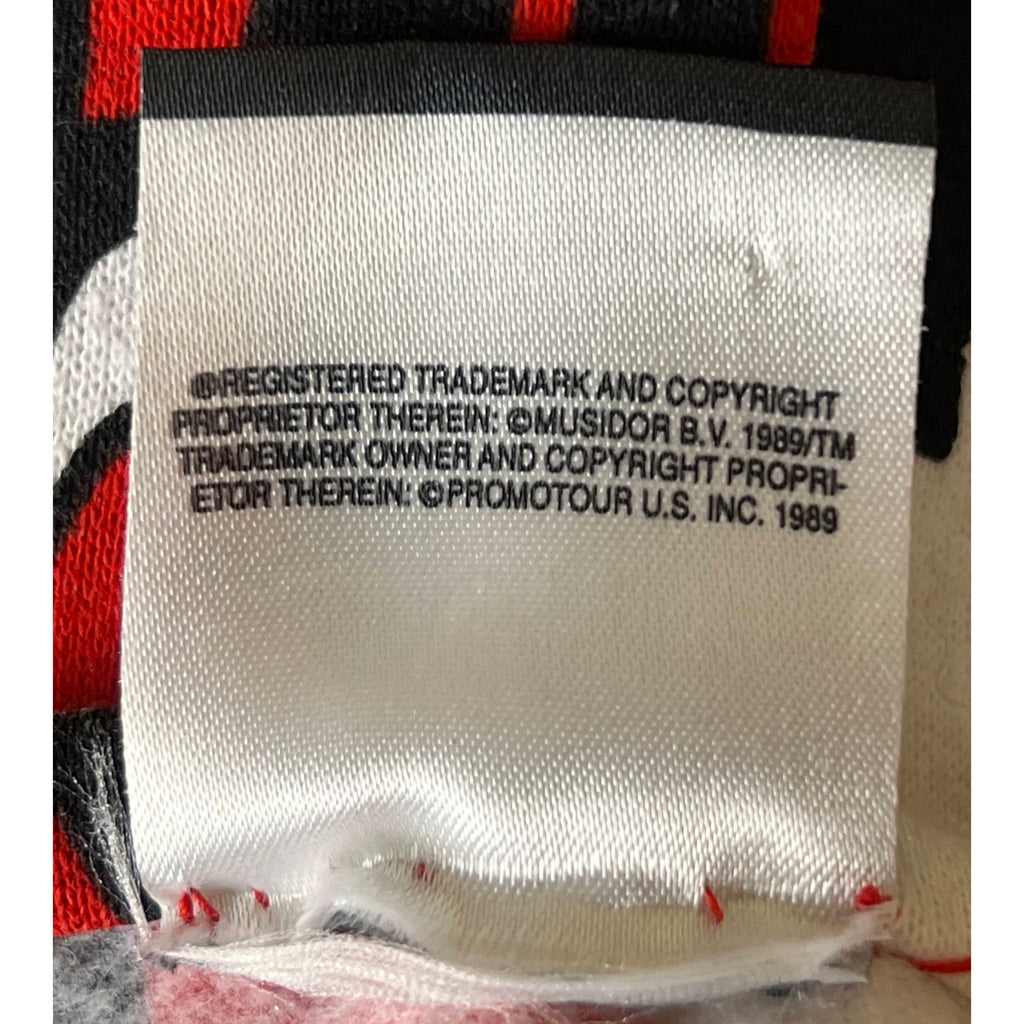 ®REGISTERED TRADEMARK AND COPYRIGHT
PROPRIETOR THEREIN: ©MUSIDOR B.V. 1989/TM
TRADEMARK OWNER AND COPYRIGHT PROPRI-
ETOR THEREIN: ©PROMOTOUR U.S. INC. 1989